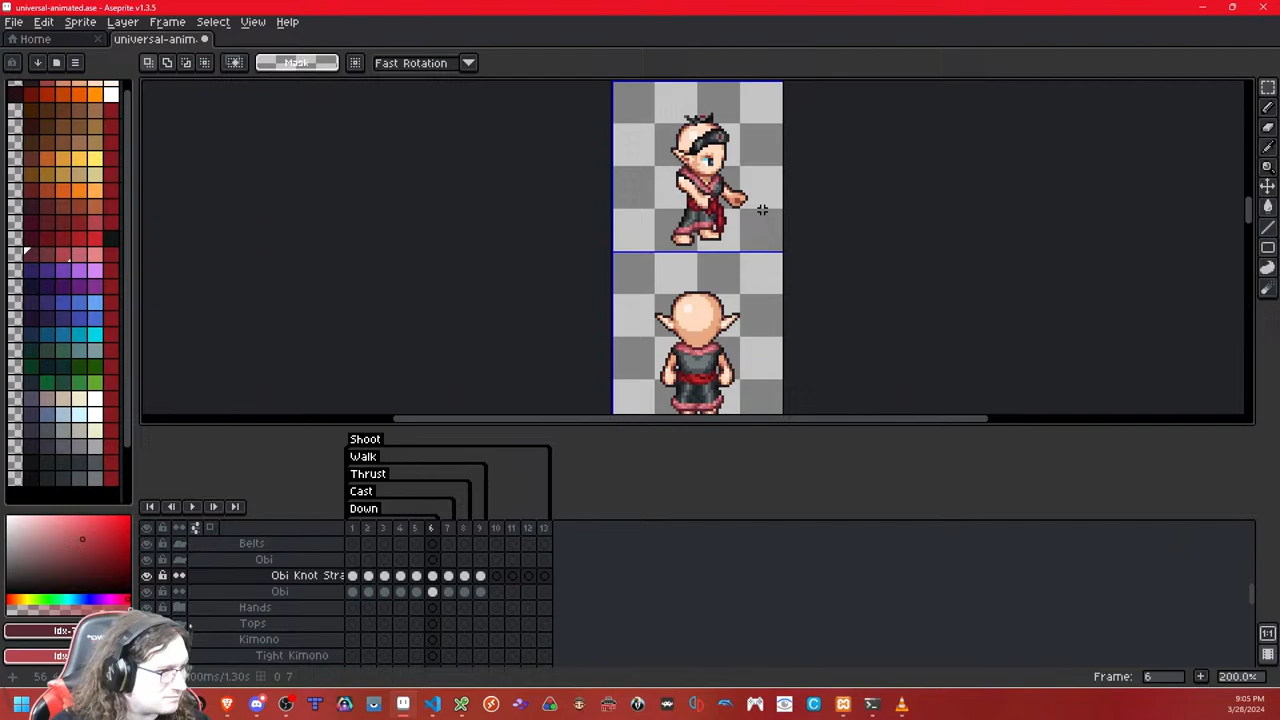 universal-animated.ase - Aseprite v1.3.5
File Edit Sprite Layer Frame Select View Help
Home universal-anim.
Mask Fast Rotation
Shoot
Walk
Thrust
Cast
Down
1 2 3 4 5 6 7 8 9 10 11 12 13
Belts
Obi
Obi Knot Stra
Obi
Hands
Tops
Kimono
Tight Kimono
1:1
Frame: 6 200.0%
9:05 PM
3/28/2024